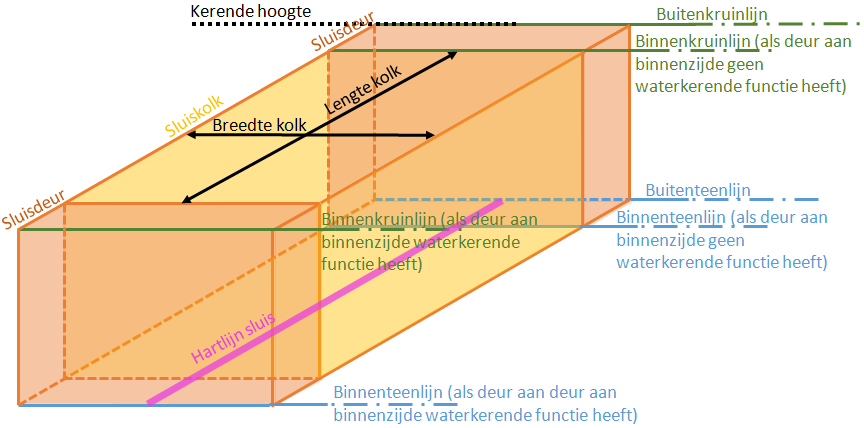 Kerende hoogte
Buitenkruinlijn
Sluisdeur
Binnenkruinlijn (als deur aan
binnenzijde geen
waterkerende functie heeft)
Lengte kolk
Sluiskolk
Breedte kolk
Sluisdeur
Buitenteenlijn
Binnenkruinlijn (als deur aan
binnenzijde waterkerende
functie heeft)
Binnenteenlijn (als deur aan
binnenzijde geen
waterkerende functie heeft)
Hartlijn sluis
Binnenteenlijn (als deur aan deur aan
binnenzijde waterkerende functie heeft)